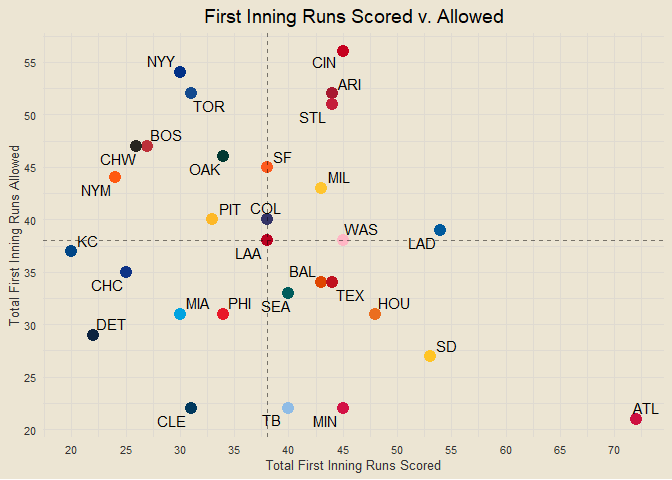 First Inning Runs Scored v. Allowed
Total First Inning Runs Allowed
55
50
45
40
35
30
25
20
NYY
CIN
ARI
TOR
STL
BOS
CHW
SF
OAK
MIL
NYM
PIT
COL
WAS
KC
LAD
LAA
BAL
CHC
TEX
MIA
PHI
SEA
HOU
DET
SD
ATL
CLE
TB
MIN
20 25 30 35 40 45 50 55 60 65 70
Total First Inning Runs Scored